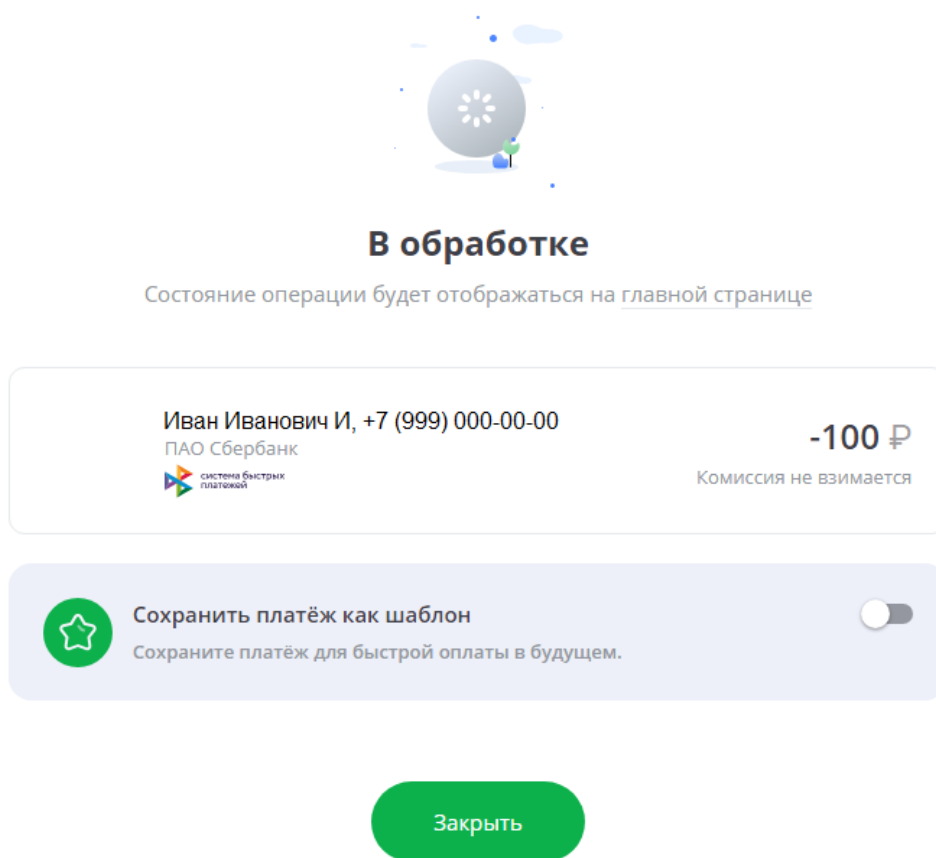 В обработке
Состояние операции будет отображаться на главной странице
Иван Иванович И, +7 (999) 000-00-00
ПАО Сбербанк
-100 ₽
система быстрых
платежей
Комиссия не взимается
Сохранить платёж как шаблон
Сохраните платёж для быстрой оплаты в будущем.
Закрыть